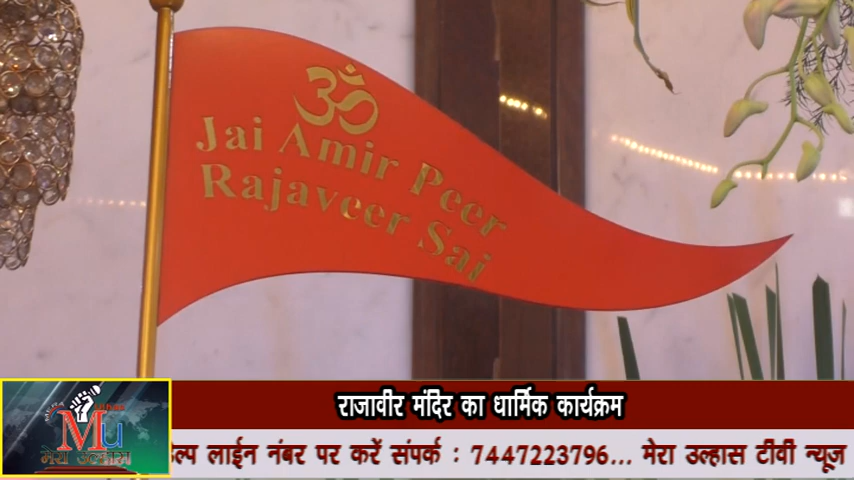 ॐ
Jai Amir Peer
Rajaveer Sai
राजावीर मंदिर का धार्मिक कार्यक्रम
लाईन नंबर पर करें संपर्क : 7447223796... मेरा उल्हास टीवी न्यूज
Mu
मेरा उल्हास